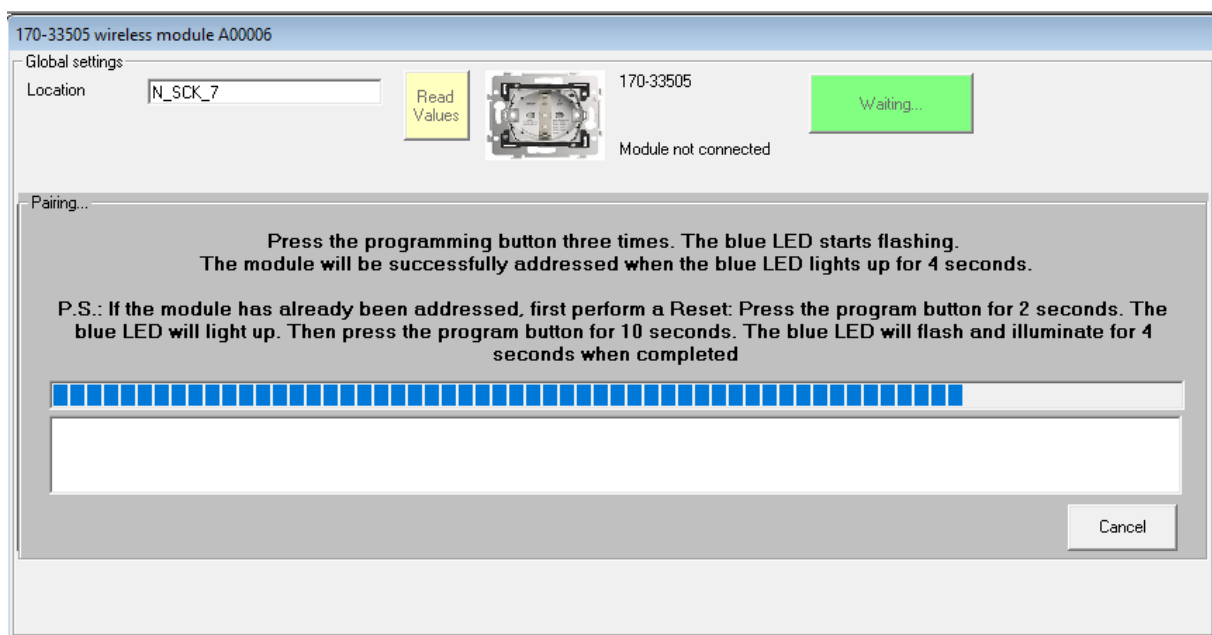 170-33505 wireless module A00006
Global settings
Location
N_SCK_7
Read
Values
170-33505
Module not connected
Waiting...
Pairing...
Press the programming button three times. The blue LED starts flashing.
The module will be successfully addressed when the blue LED lights up for 4 seconds.
P.S.: If the module has already been addressed, first perform a Reset: Press the program button for 2 seconds. The
blue LED will light up. Then press the program button for 10 seconds. The blue LED will flash and illuminate for 4
seconds when completed
Cancel